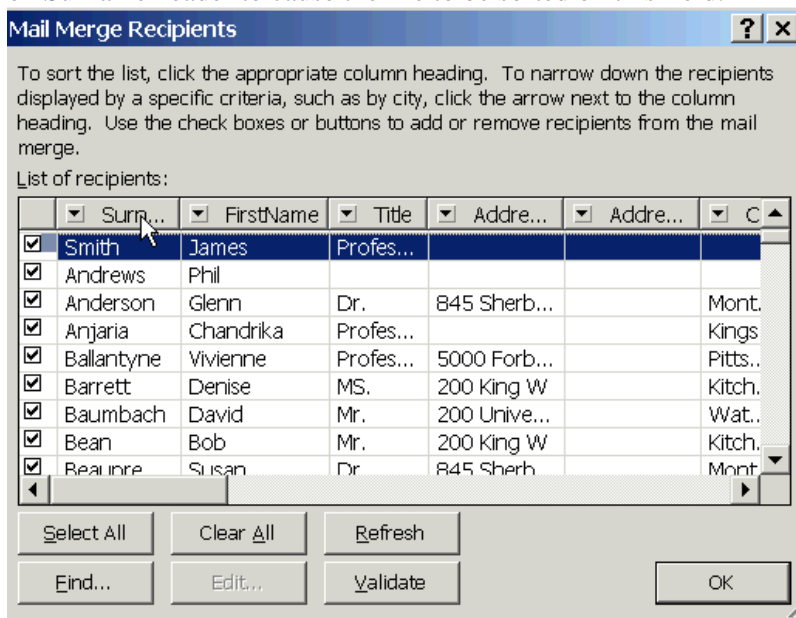 Mail Merge Recipients
To sort the list, click the appropriate column heading. To narrow down the recipients
displayed by a specific criteria, such as by city, click the arrow next to the column
heading. Use the check boxes or buttons to add or remove recipients from the mail
merge.
List of recipients:
Surn... FirstName Title Addre... Addre... C
Smith James Profes...
Andrews Phil
Anderson Glenn Dr. 845 Sherb... Mont.
Anjaria Chandrika Profes... Kings
Ballantyne Vivienne Profes... 5000 Forb... Pitts..
Barrett Denise MS. 200 King W Kitch.
Baumbach David Mr. 200 Unive... Wat..
Bean Bob Mr. 200 King W Kitch.
Beaupre Susan Dr 845 Sherb Mont
Select All Clear All Refresh
Find... Edit... Validate OK